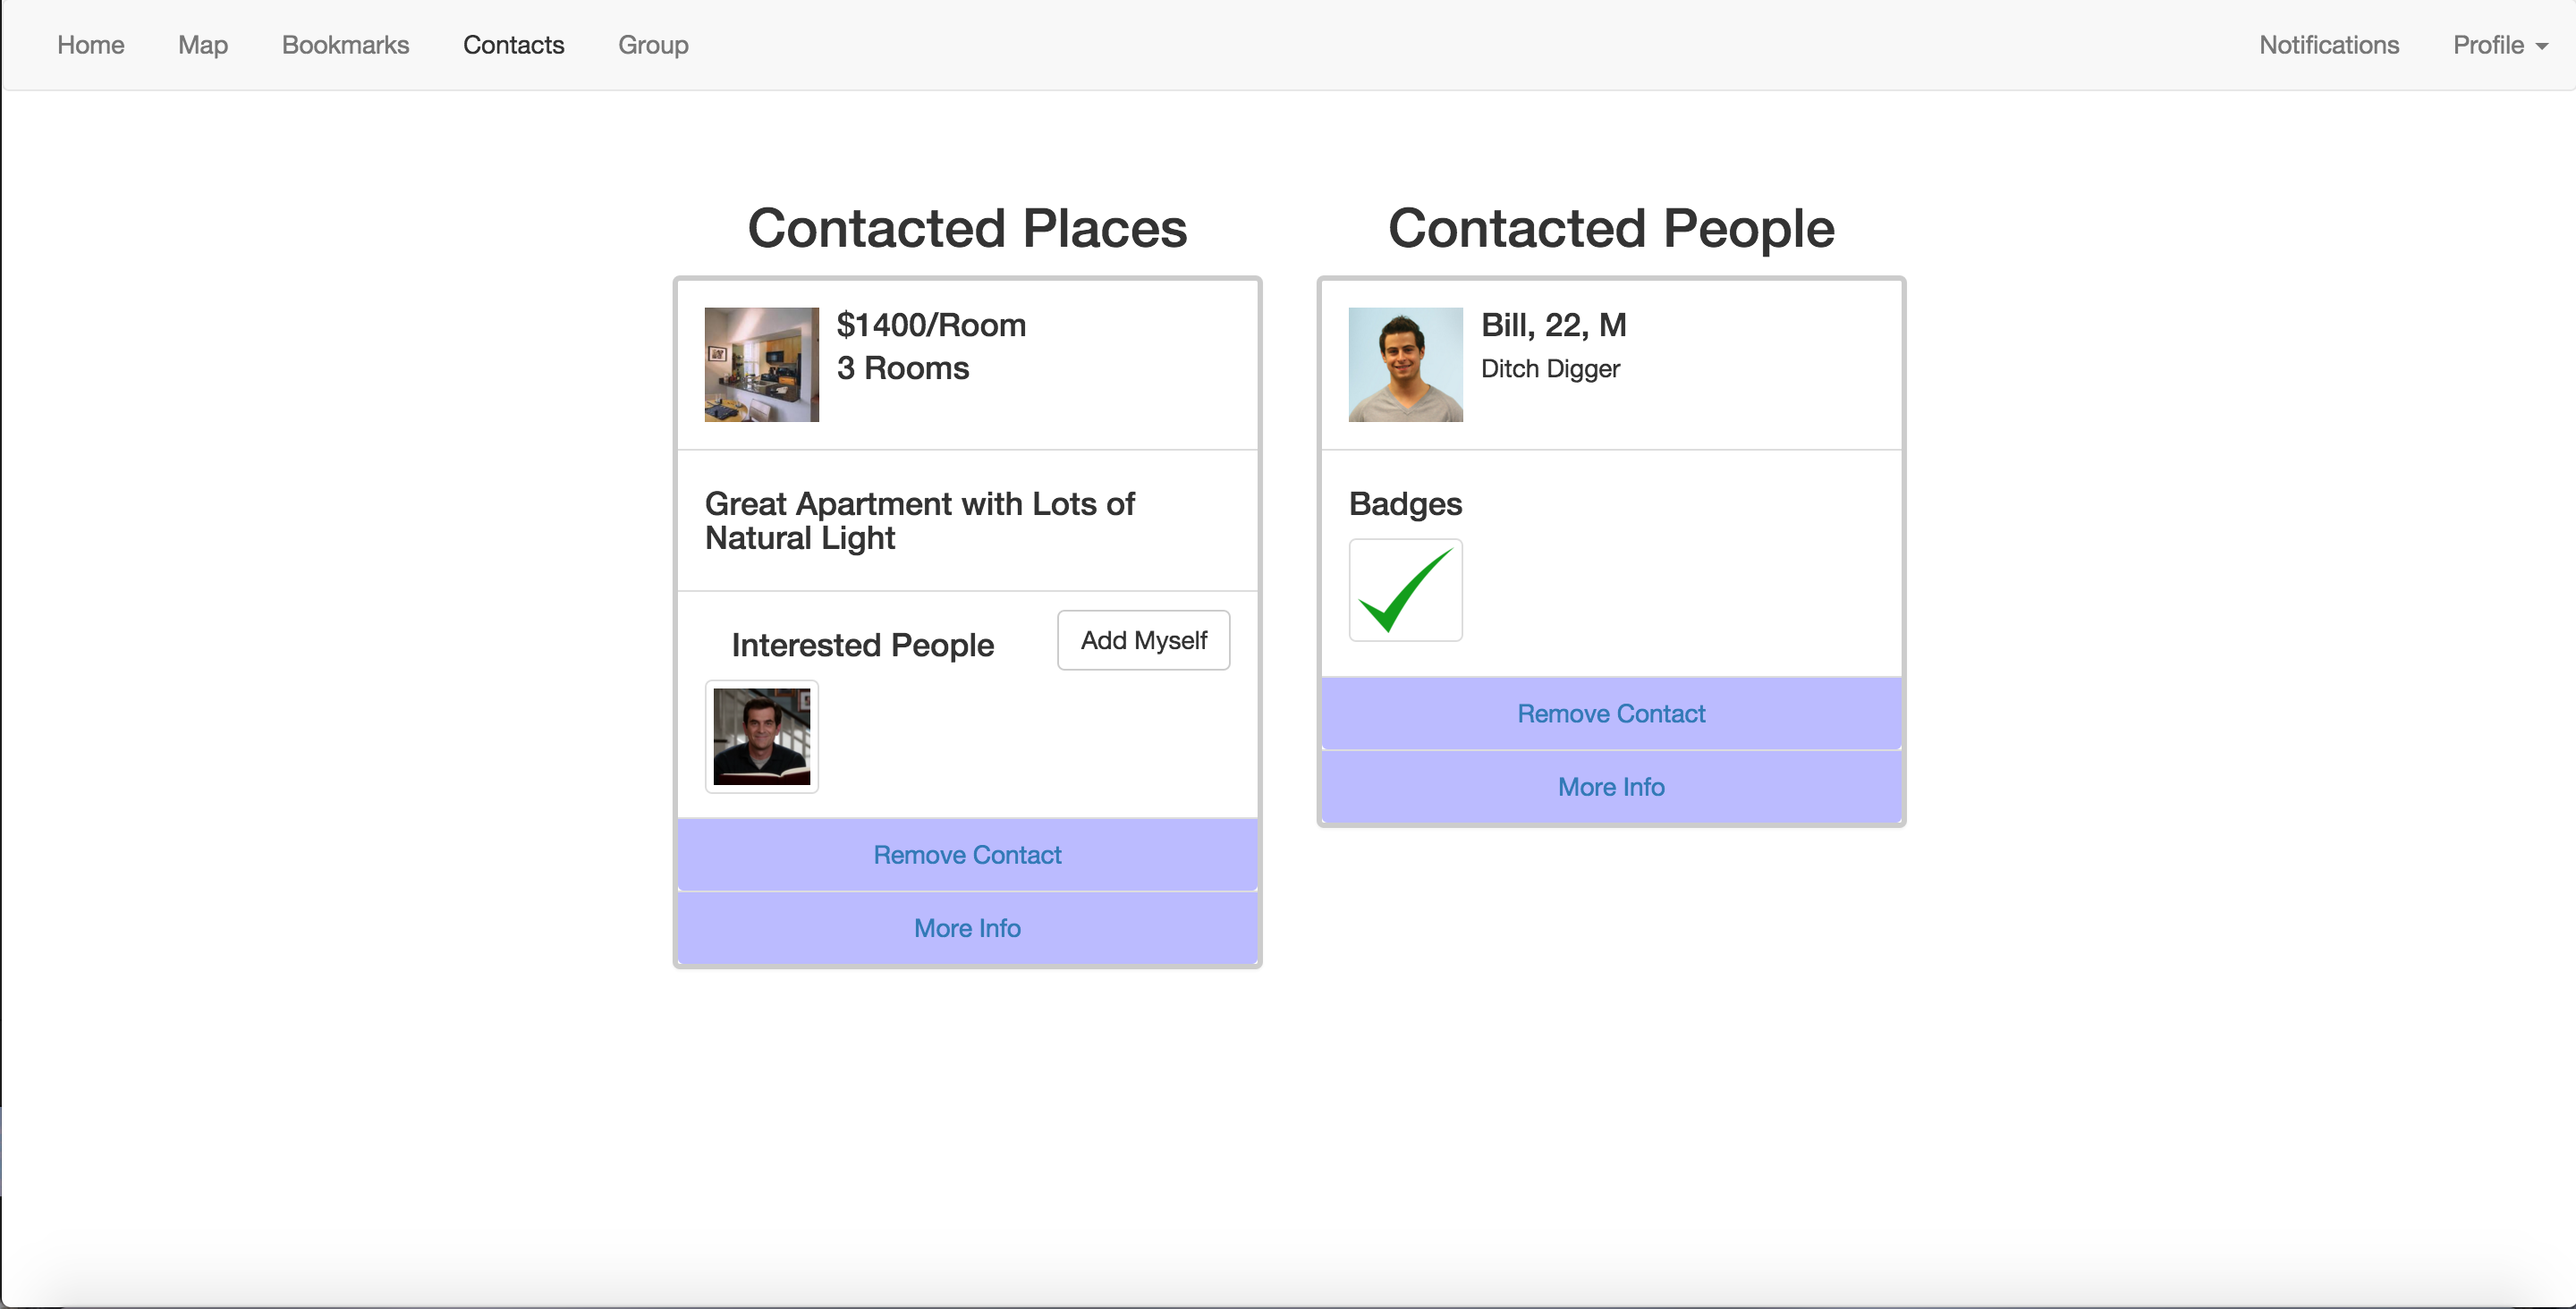 Home Map Bookmarks Contacts Group Notifications Profile
Contacted Places
$1400/Room
3 Rooms
Great Apartment with Lots of
Natural Light
Interested People
Add Myself
Remove Contact
More Info
Contacted People
Bill, 22, M
Ditch Digger
Badges
Remove Contact
More Info